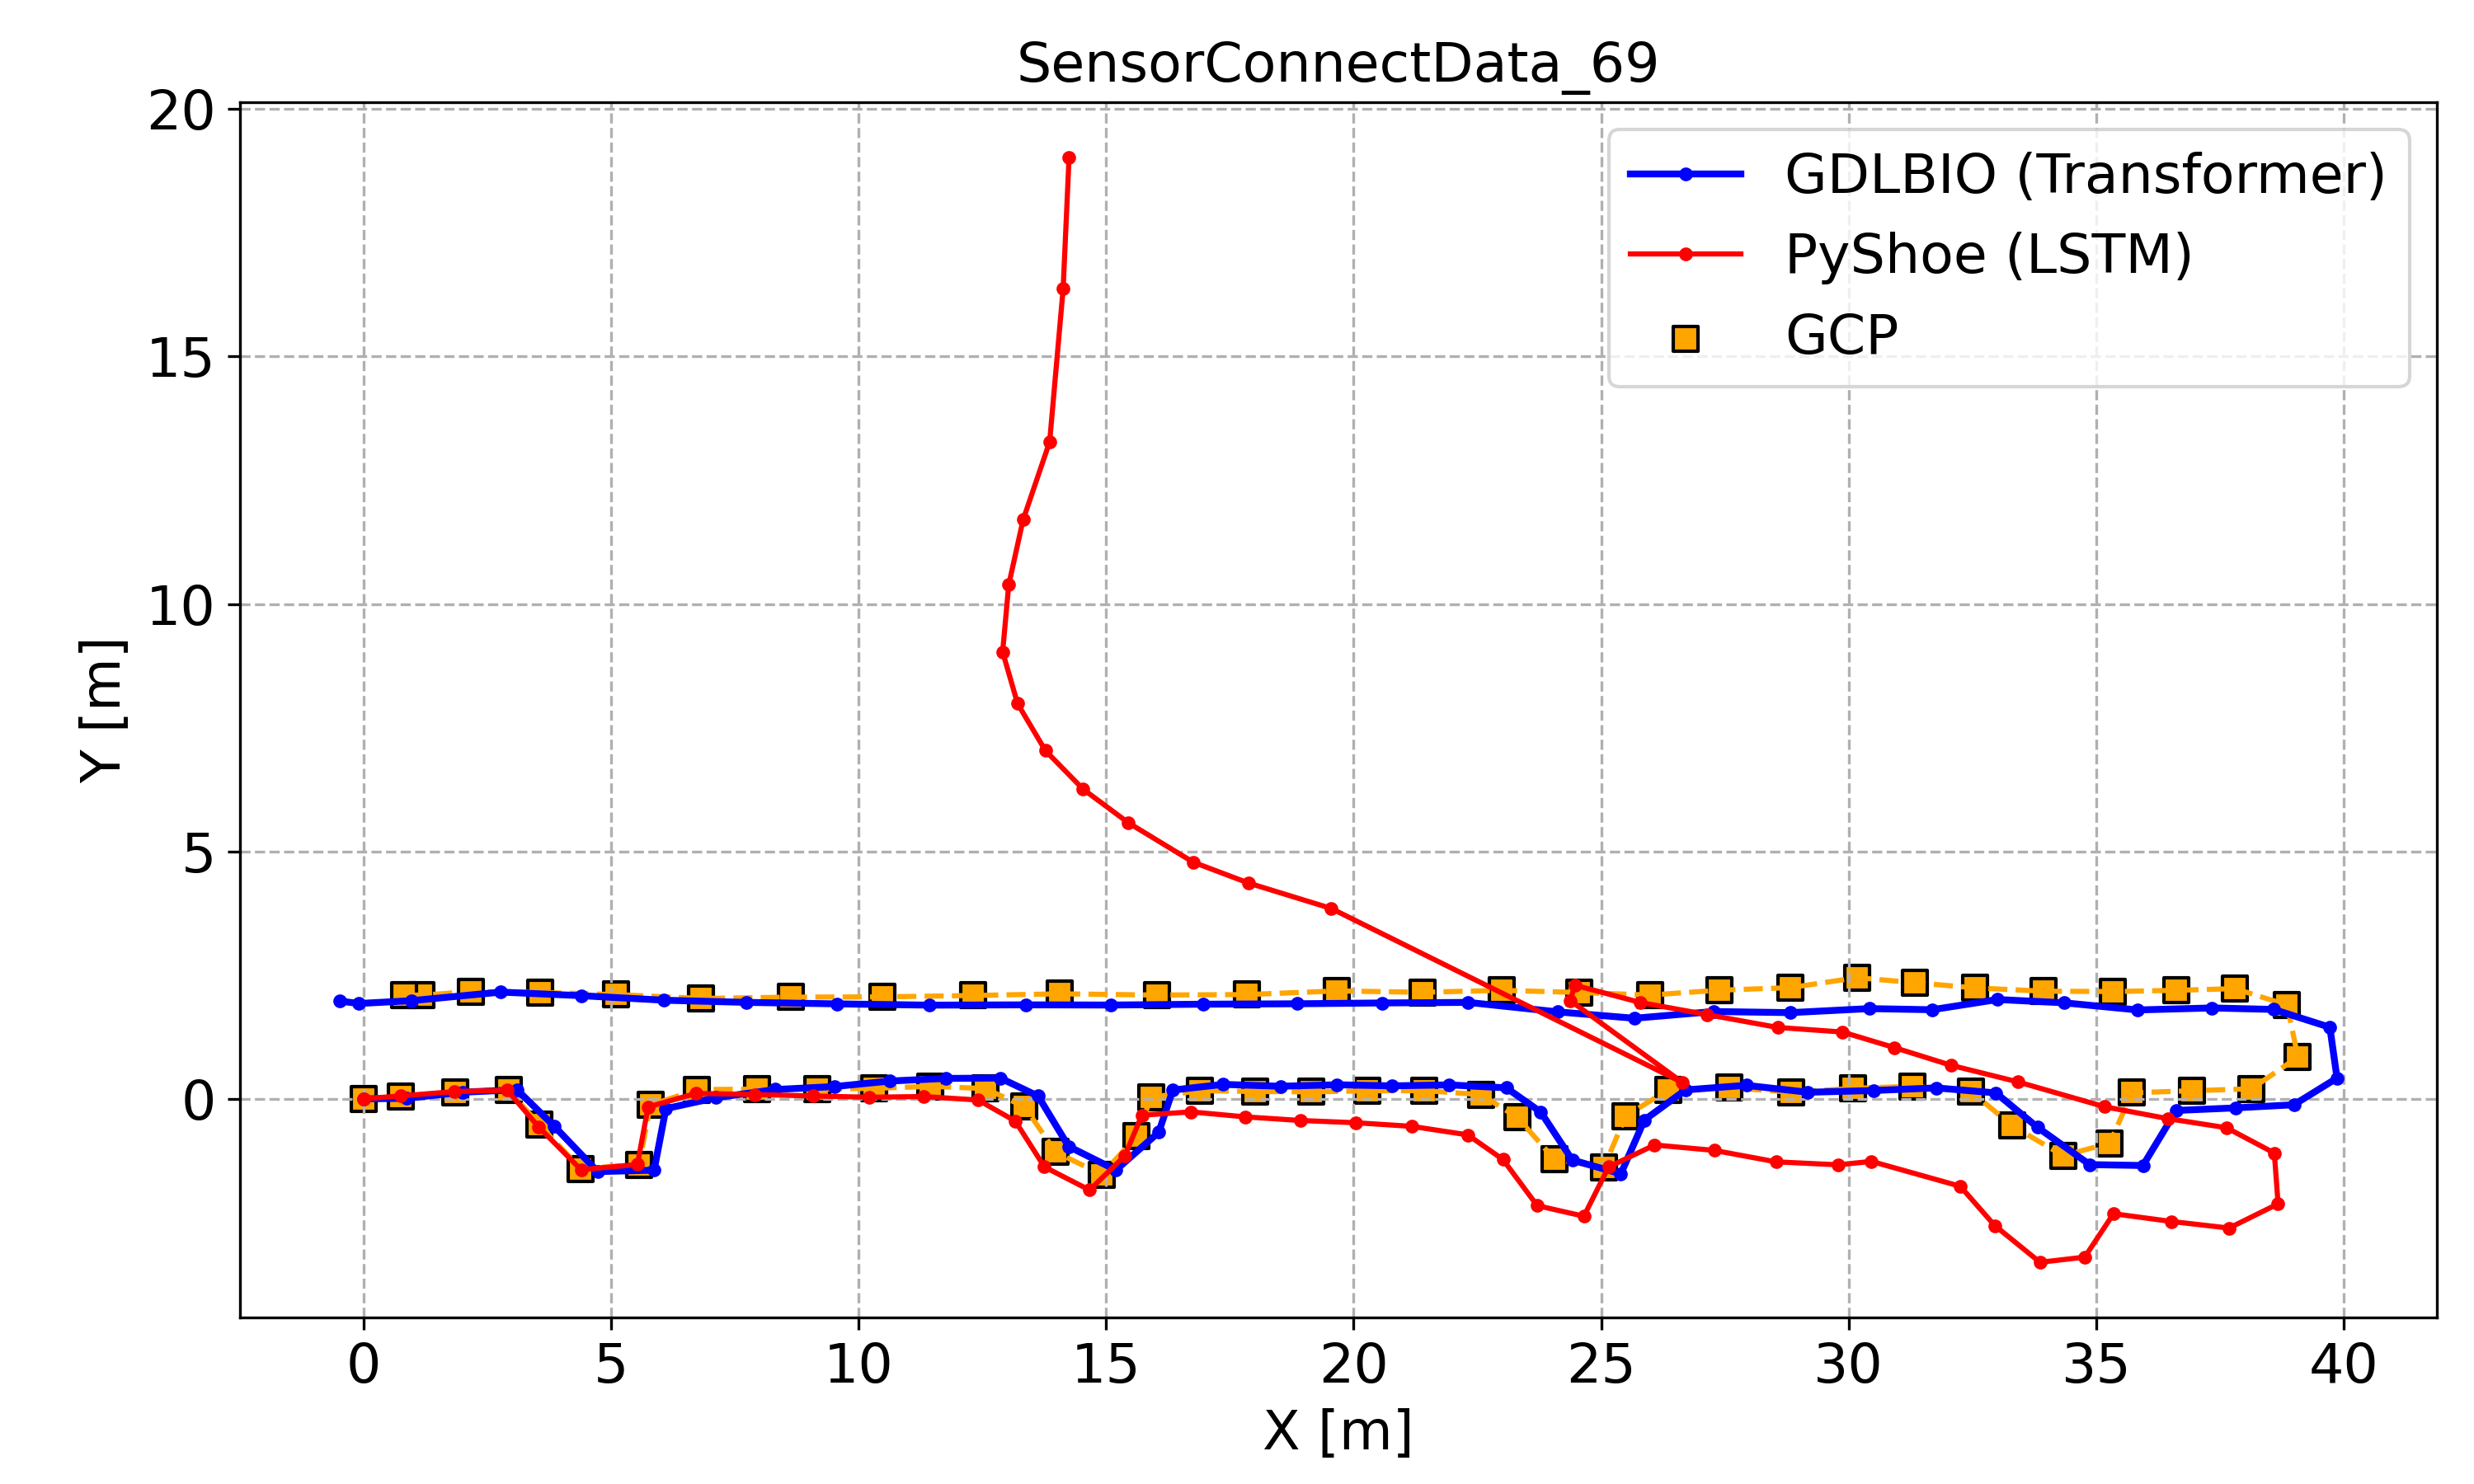 SensorConnectData_69
GDLBIO (Transformer)
PyShoe (LSTM)
GCP
20
15
10
5
0
Y [m]
0 5 10 15 20 25 30 35 40
X [m]